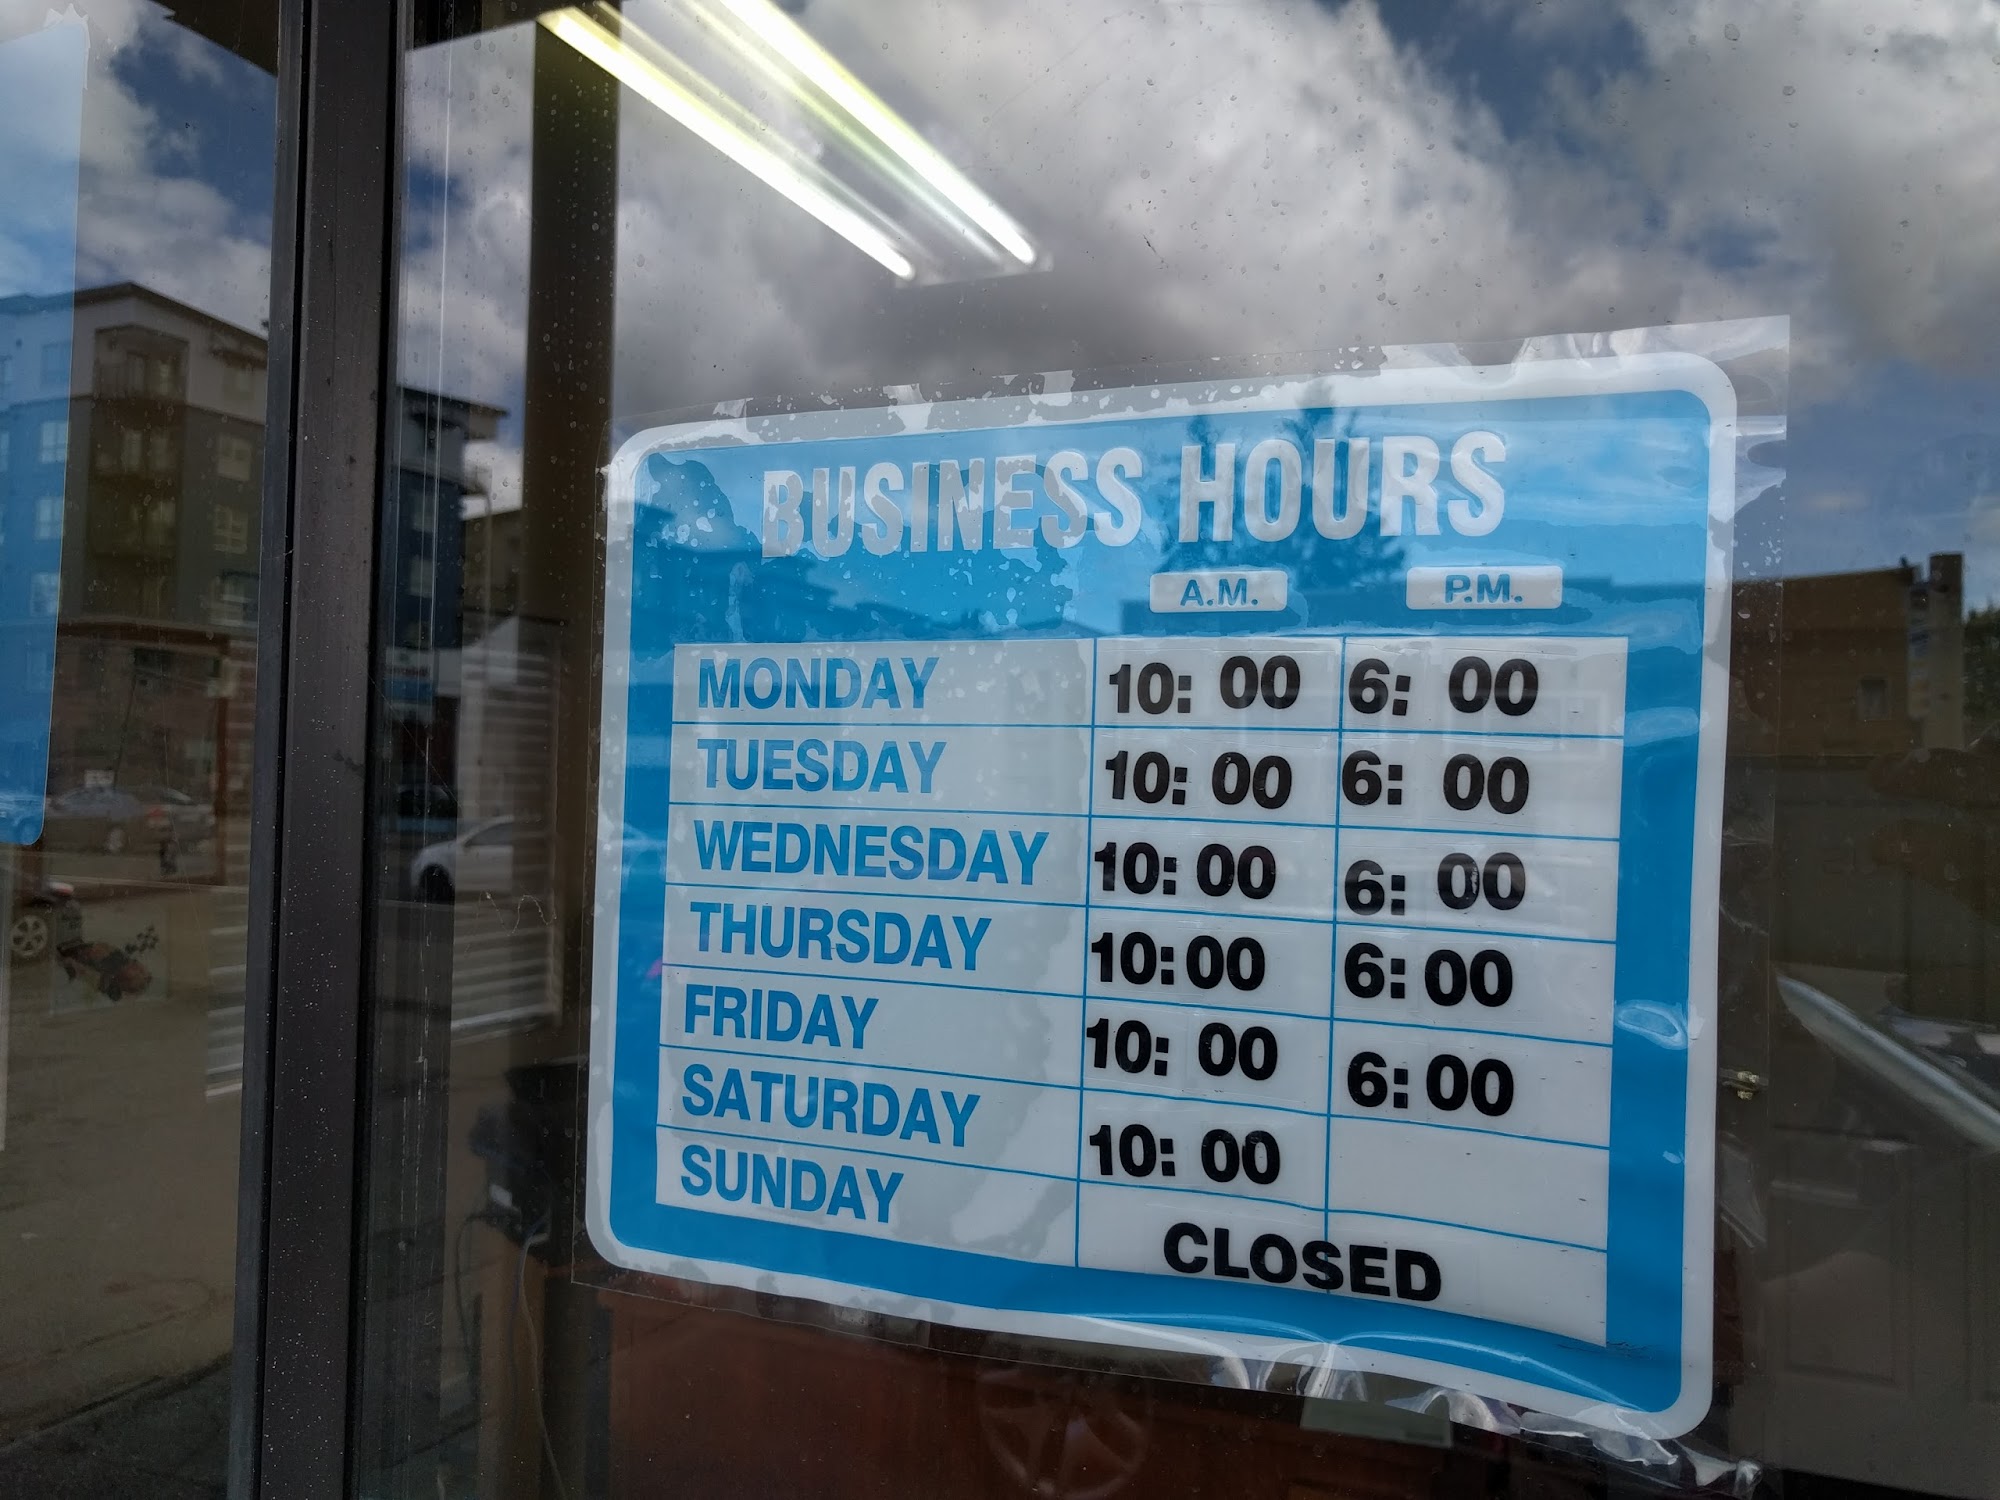 BUSINESS HOURS
A.M. P.M.
MONDAY 10:00 6:00
TUESDAY 10:00 6:00
WEDNESDAY 10:00 6:00
THURSDAY 10:00 6:00
FRIDAY 10:00 6:00
SATURDAY 10:00
SUNDAY CLOSED